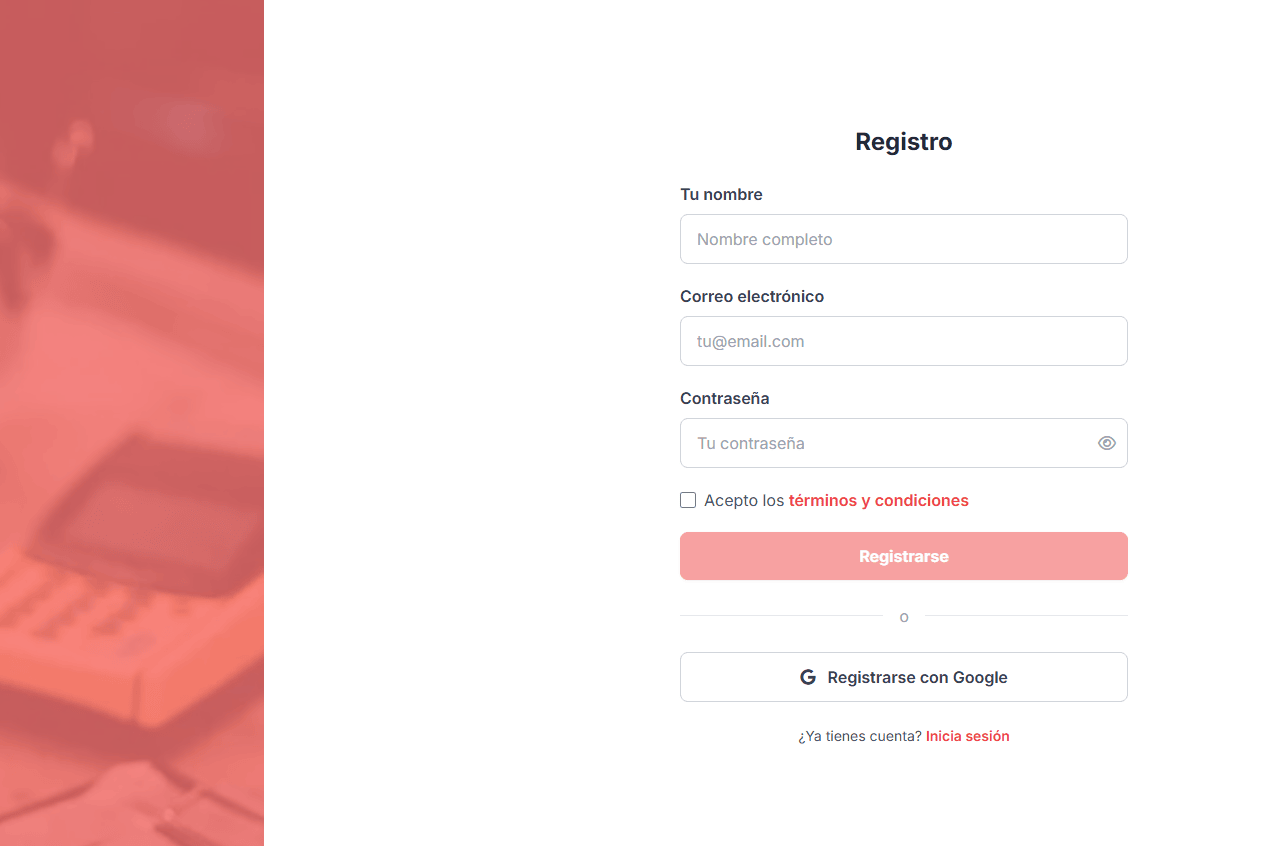 Registro
Tu nombre
Nombre completo
Correo electrónico
tu@email.com
Contraseña
Tu contraseña
Acepto los términos y condiciones
Registrarse
o
Registrarse con Google
¿Ya tienes cuenta? Inicia sesión